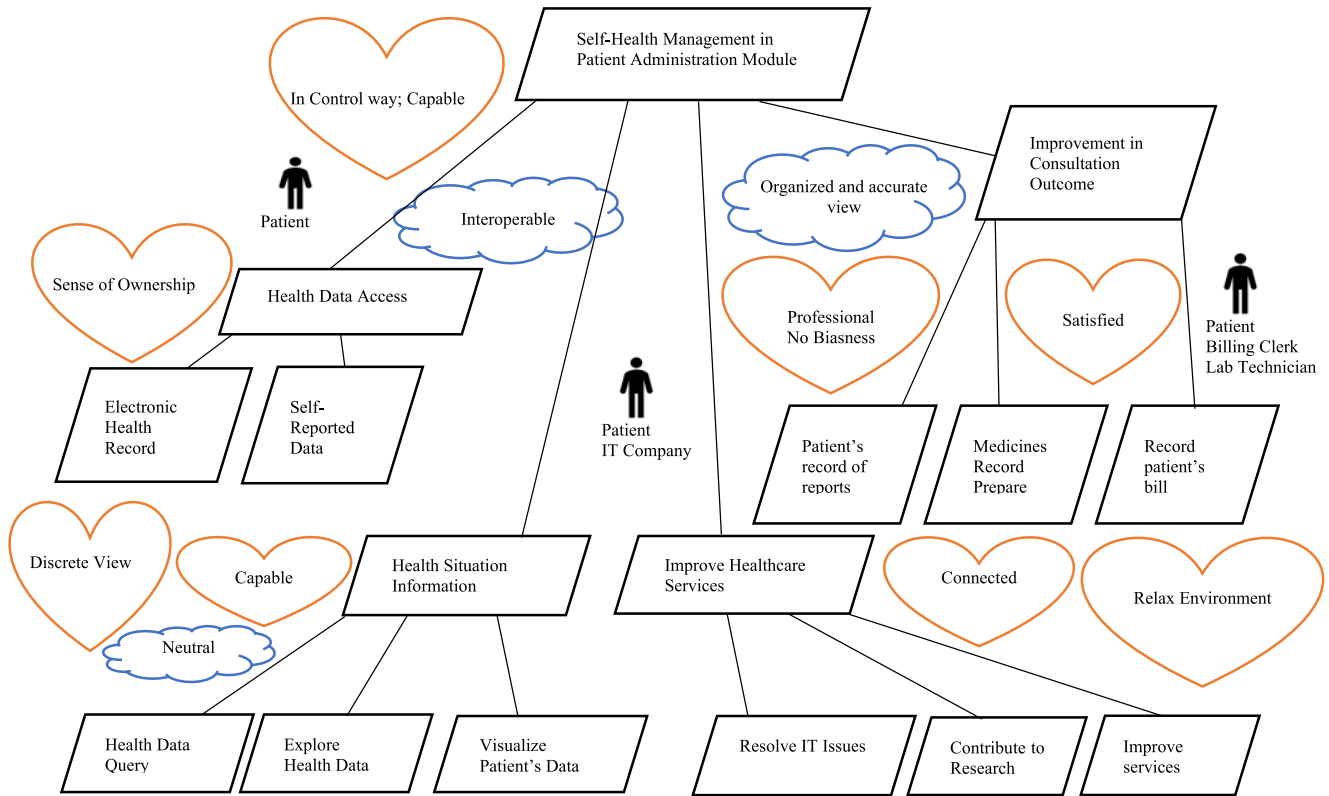 Self-Health Management in
Patient Administration Module
In Control way; Capable
Improvement in
Consultation
Outcome
Organized and accurate
view
Patient
Interoperable
Sense of Ownership
Health Data Access
Professional
No Biasness
Satisfied
Patient
Billing Clerk
Lab Technician
Electronic
Health
Record
Self-
Reported
Data
Patient
IT Company
Patient's
record of
reports
Medicines
Record
Prepare
Record
patient's
bill
Discrete View
Capable
Neutral
Health Situation
Information
Improve Healthcare
Services
Connected
Relax Environment
Health Data
Query
Explore
Health Data
Visualize
Patient's Data
Resolve IT Issues
Contribute to
Research
Improve
services